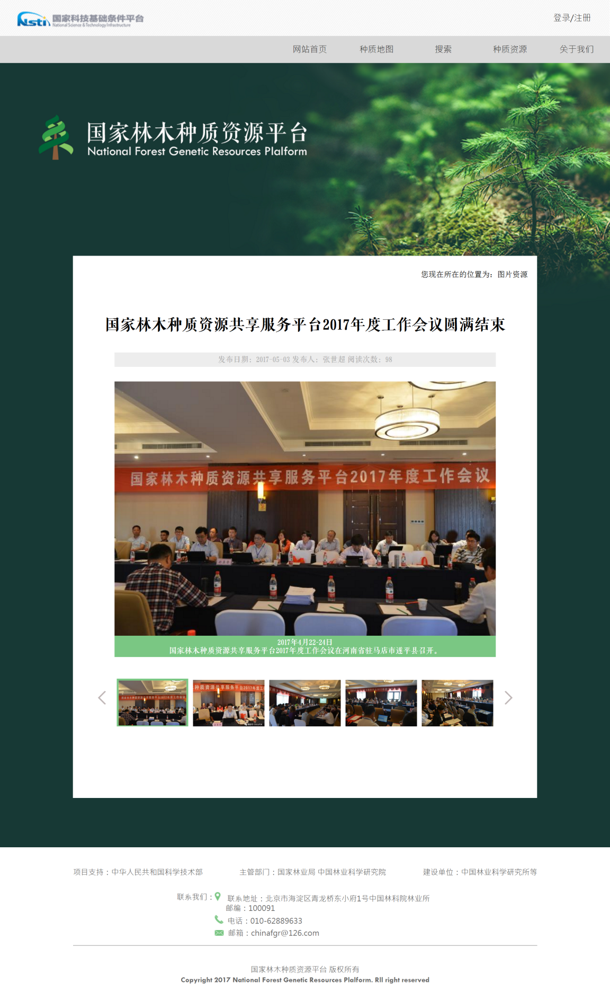 Nsti 国家科技基础条件平台
National Science & Technology Infrastructure
登录/注册
网站首页 种质地图 搜索 种质资源 关于我们
国家林木种质资源平台
National Forest Genetic Resources Plalform
您现在所在的位置为：图片资源
国家林木种质资源共享服务平台2017年度工作会议圆满结束
发布日期：2017-05-03 发布人：张世超 阅读次数：98
国家林木种质资源共享服务平台2017年度工作会议
2017年4月22-24日
国家林木种质资源共享服务平台2017年度工作会议在河南省驻马店市遂平县召开。
项目支持：中华人民共和国科学技术部 主管部门：国家林业局 中国林业科学研究院 建设单位：中国林业科学研究所等
联系我们： 联系地址：北京市海淀区青龙桥东小府1号中国林科院林业所
邮编：100091
电话：010-62889633
邮箱：chinafgr@126.com
国家林木种质资源平台 版权所有
Copyright 2017 National Forest Genetic Resources Plalform. Rll right reserved